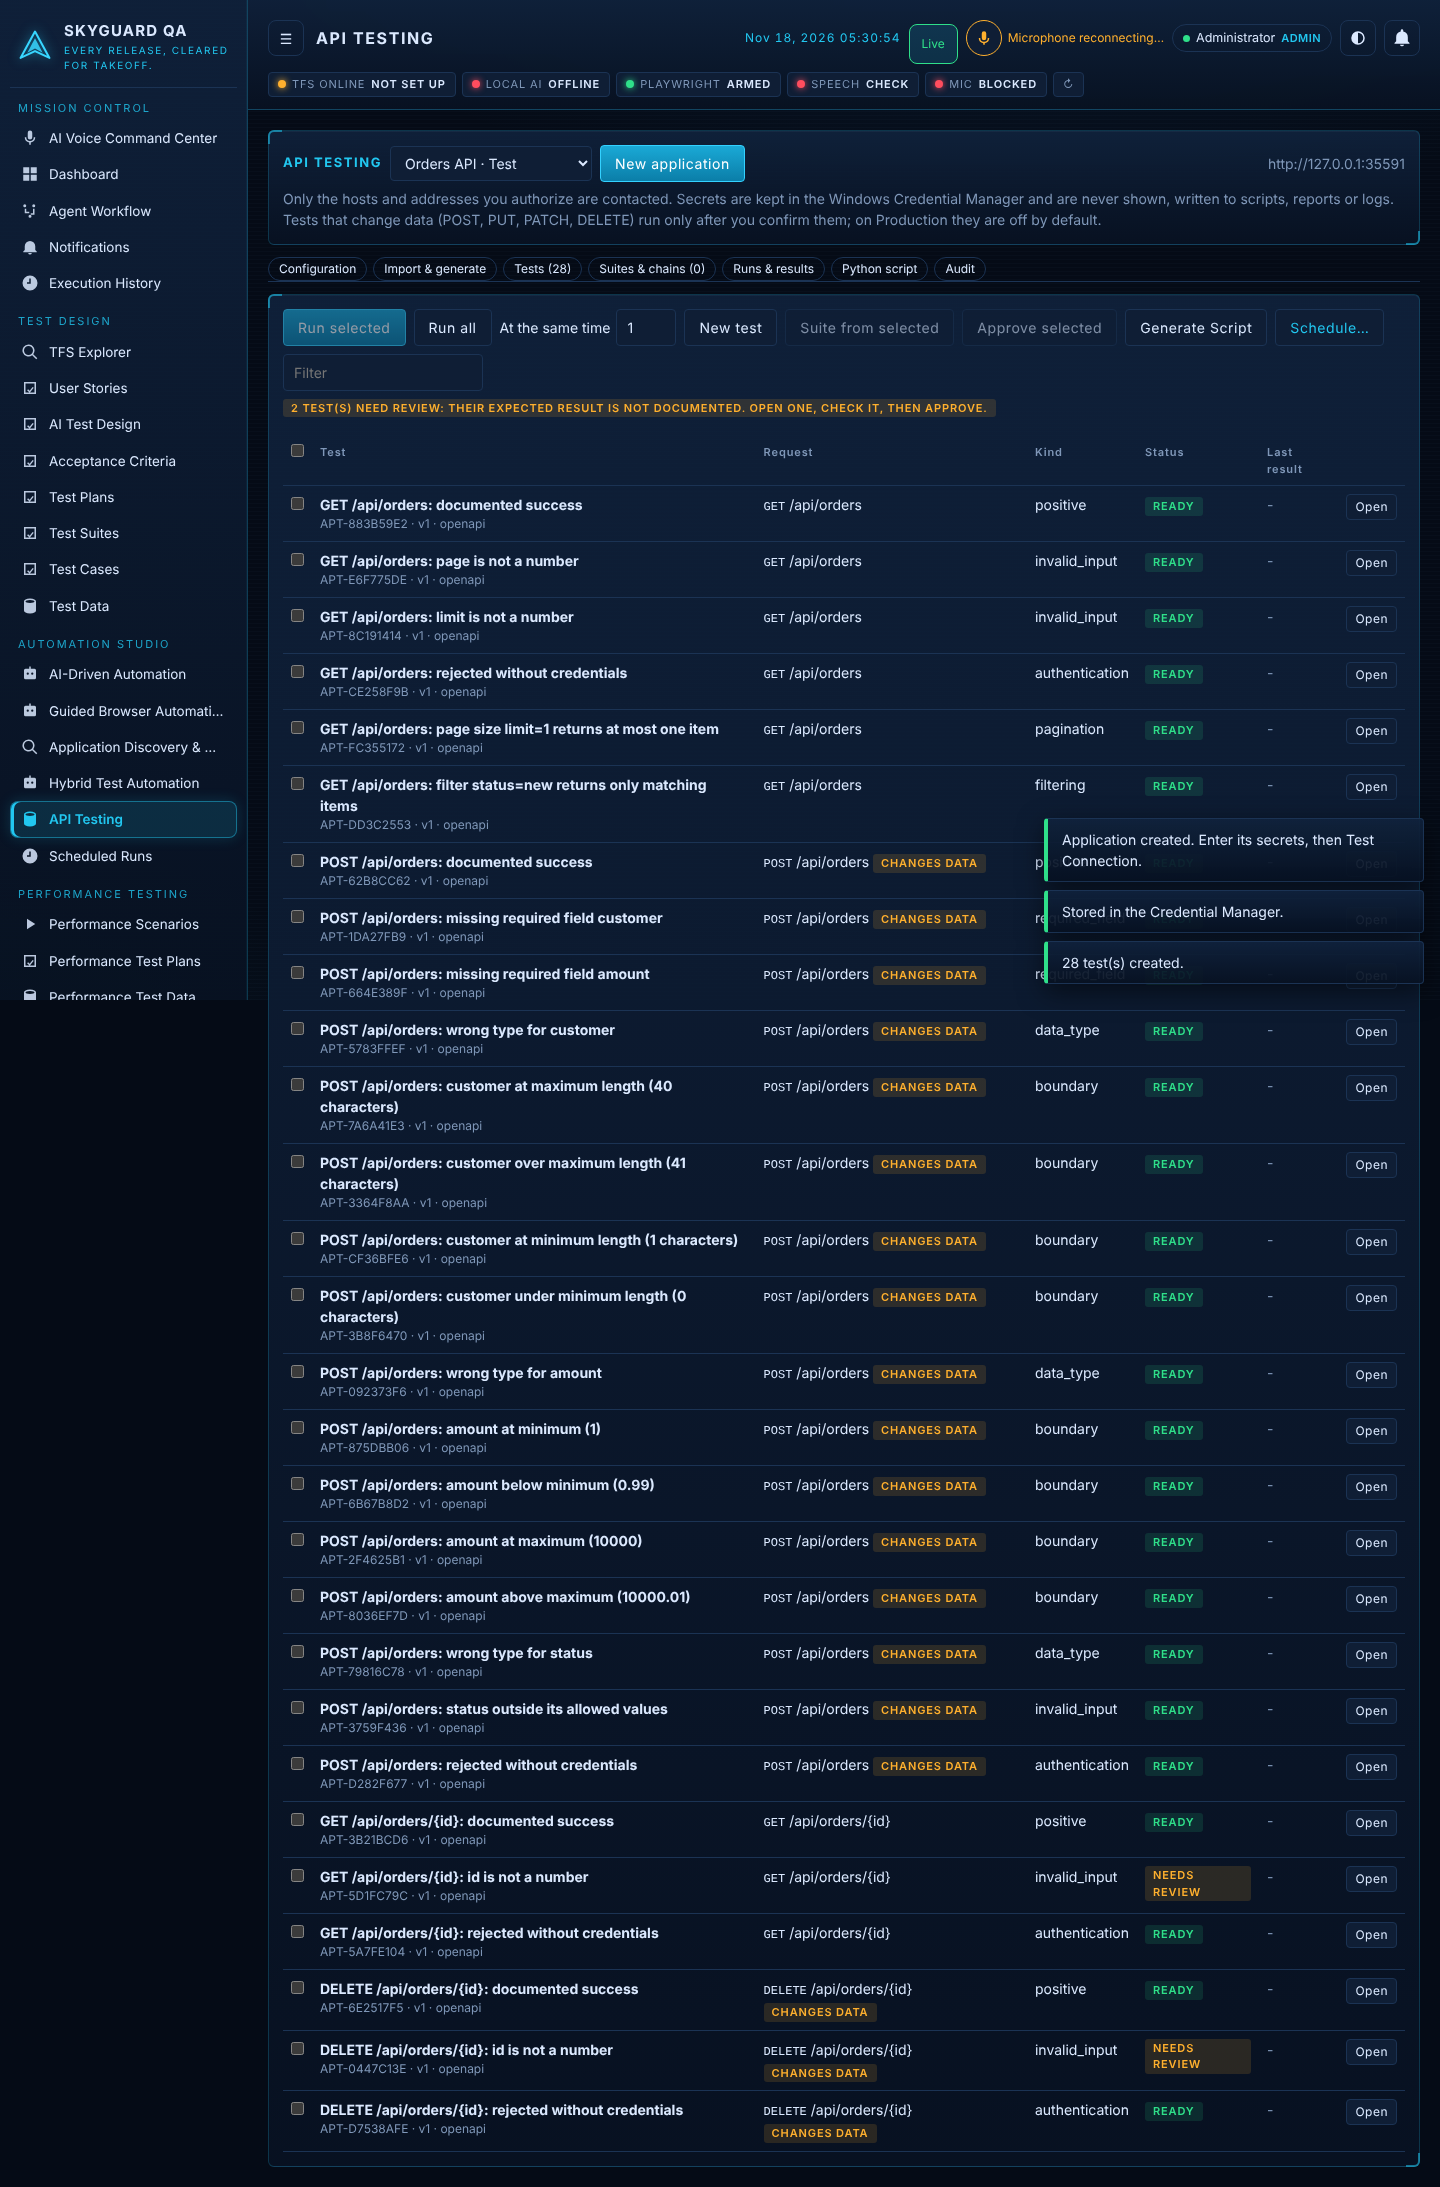 SKYGUARD QA
EVERY RELEASE, CLEARED
FOR TAKEOFF.
MISSION CONTROL
AI Voice Command Center
Dashboard
Agent Workflow
Notifications
Execution History
TEST DESIGN
TFS Explorer
User Stories
AI Test Design
Acceptance Criteria
Test Plans
Test Suites
Test Cases
Test Data
AUTOMATION STUDIO
AI-Driven Automation
Guided Browser Automati...
Application Discovery & ...
Hybrid Test Automation
API Testing
Scheduled Runs
PERFORMANCE TESTING
Performance Scenarios
Performance Test Plans
Performance Test Data
API TESTING
Nov 18, 2026 05:30:54
Live
Microphone reconnecting...
Administrator ADMIN
TFS ONLINE NOT SET UP
LOCAL AI OFFLINE
PLAYWRIGHT ARMED
SPEECH CHECK
MIC BLOCKED
API TESTING
Orders API · Test
New application
http://127.0.0.1:35591
Only the hosts and addresses you authorize are contacted. Secrets are kept in the Windows Credential Manager and are never shown, written to scripts, reports or logs.
Tests that change data (POST, PUT, PATCH, DELETE) run only after you confirm them; on Production they are off by default.
Configuration
Import & generate
Tests (28)
Suites & chains (0)
Runs & results
Python script
Audit
Run selected
Run all
At the same time 1
New test
Suite from selected
Approve selected
Generate Script
Schedule...
Filter
2 TEST(S) NEED REVIEW: THEIR EXPECTED RESULT IS NOT DOCUMENTED. OPEN ONE, CHECK IT, THEN APPROVE.
Test Request Kind Status Last
result
GET /api/orders: documented success GET /api/orders positive READY - Open
APT-883B59E2 · v1 · openapi
GET /api/orders: page is not a number GET /api/orders invalid_input READY - Open
APT-E6F775DE · v1 · openapi
GET /api/orders: limit is not a number GET /api/orders invalid_input READY - Open
APT-8C191414 · v1 · openapi
GET /api/orders: rejected without credentials GET /api/orders authentication READY - Open
APT-CE258F9B · v1 · openapi
GET /api/orders: page size limit=1 returns at most one item GET /api/orders pagination READY - Open
APT-FC355172 · v1 · openapi
GET /api/orders: filter status=new returns only matching GET /api/orders filtering READY - Open
items
APT-DD3C2553 · v1 · openapi
POST /api/orders: documented success POST /api/orders CHANGES DATA
APT-62B8CC62 · v1 · openapi
POST /api/orders: missing required field customer POST /api/orders CHANGES DATA
APT-1DA27FB9 · v1 · openapi
POST /api/orders: missing required field amount POST /api/orders CHANGES DATA
APT-664E389F · v1 · openapi
Application created. Enter its secrets, then Test
Connection.
Stored in the Credential Manager.
28 test(s) created.
POST /api/orders: wrong type for customer POST /api/orders CHANGES DATA data_type READY - Open
APT-5783FFEF · v1 · openapi
POST /api/orders: customer at maximum length (40 POST /api/orders CHANGES DATA boundary READY - Open
characters)
APT-7A6A41E3 · v1 · openapi
POST /api/orders: customer over maximum length (41 POST /api/orders CHANGES DATA boundary READY - Open
characters)
APT-3364F8AA · v1 · openapi
POST /api/orders: customer at minimum length (1 characters) POST /api/orders CHANGES DATA boundary READY - Open
APT-CF36BFE6 · v1 · openapi
POST /api/orders: customer under minimum length (0 POST /api/orders CHANGES DATA boundary READY - Open
characters)
APT-3B8F6470 · v1 · openapi
POST /api/orders: wrong type for amount POST /api/orders CHANGES DATA data_type READY - Open
APT-092373F6 · v1 · openapi
POST /api/orders: amount at minimum (1) POST /api/orders CHANGES DATA boundary READY - Open
APT-875DBB06 · v1 · openapi
POST /api/orders: amount below minimum (0.99) POST /api/orders CHANGES DATA boundary READY - Open
APT-6B67B8D2 · v1 · openapi
POST /api/orders: amount at maximum (10000) POST /api/orders CHANGES DATA boundary READY - Open
APT-2F4625B1 · v1 · openapi
POST /api/orders: amount above maximum (10000.01) POST /api/orders CHANGES DATA boundary READY - Open
APT-8036EF7D · v1 · openapi
POST /api/orders: wrong type for status POST /api/orders CHANGES DATA data_type READY - Open
APT-79816C78 · v1 · openapi
POST /api/orders: status outside its allowed values POST /api/orders CHANGES DATA invalid_input READY - Open
APT-3759F436 · v1 · openapi
POST /api/orders: rejected without credentials POST /api/orders CHANGES DATA authentication READY - Open
APT-D282F677 · v1 · openapi
GET /api/orders/{id}: documented success GET /api/orders/{id} positive READY - Open
APT-3B21BCD6 · v1 · openapi
GET /api/orders/{id}: id is not a number GET /api/orders/{id} invalid_input NEEDS REVIEW - Open
APT-5D1FC79C · v1 · openapi
GET /api/orders/{id}: rejected without credentials GET /api/orders/{id} authentication READY - Open
APT-5A7FE104 · v1 · openapi
DELETE /api/orders/{id}: documented success DELETE /api/orders/{id} positive READY - Open
APT-6E2517F5 · v1 · openapi CHANGES DATA
DELETE /api/orders/{id}: id is not a number DELETE /api/orders/{id} invalid_input NEEDS REVIEW - Open
APT-0447C13E · v1 · openapi CHANGES DATA
DELETE /api/orders/{id}: rejected without credentials DELETE /api/orders/{id} authentication READY - Open
APT-D7538AFE · v1 · openapi CHANGES DATA